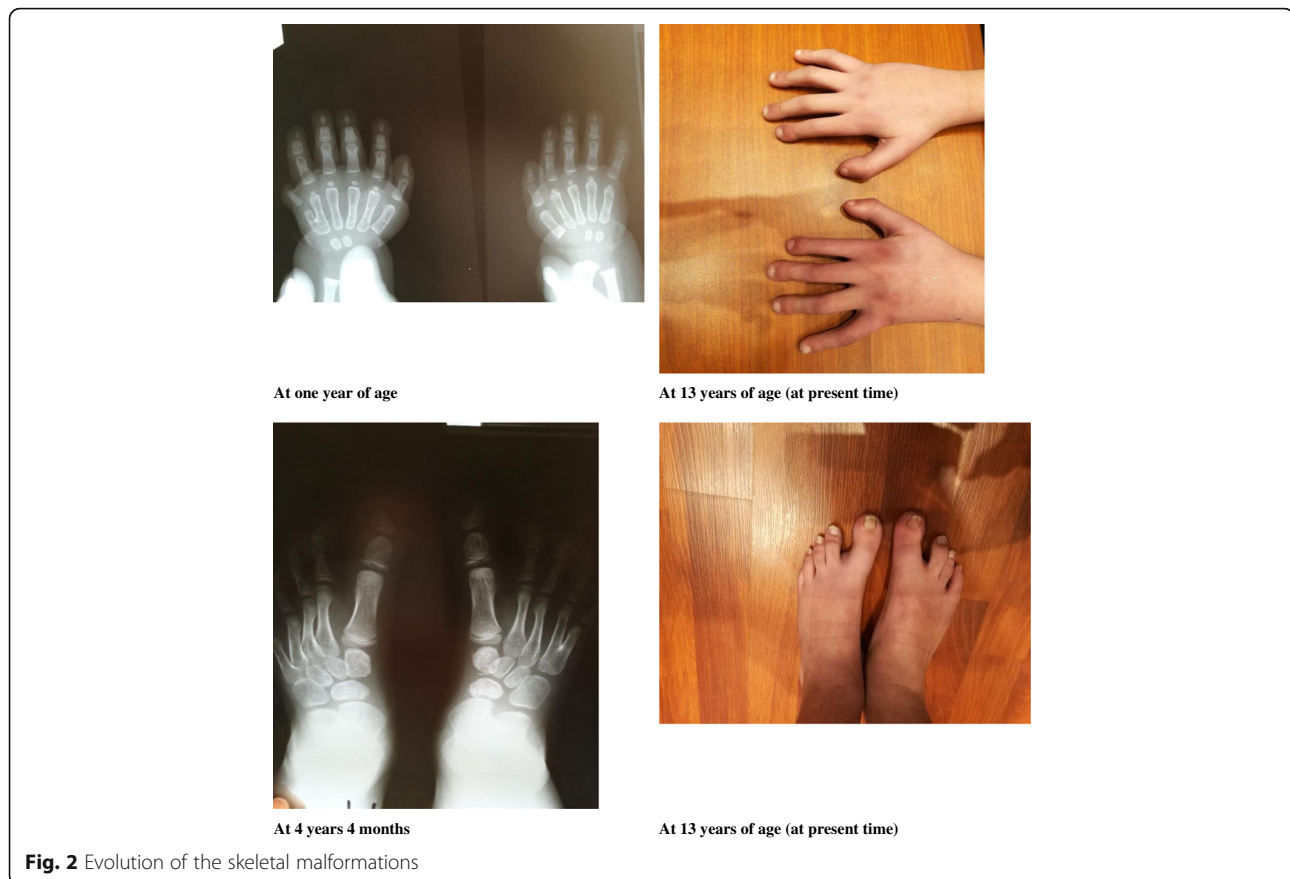 At one year of age
At 13 years of age (at present time)
At 4 years 4 months
At 13 years of age (at present time)
Fig. 2 Evolution of the skeletal malformations